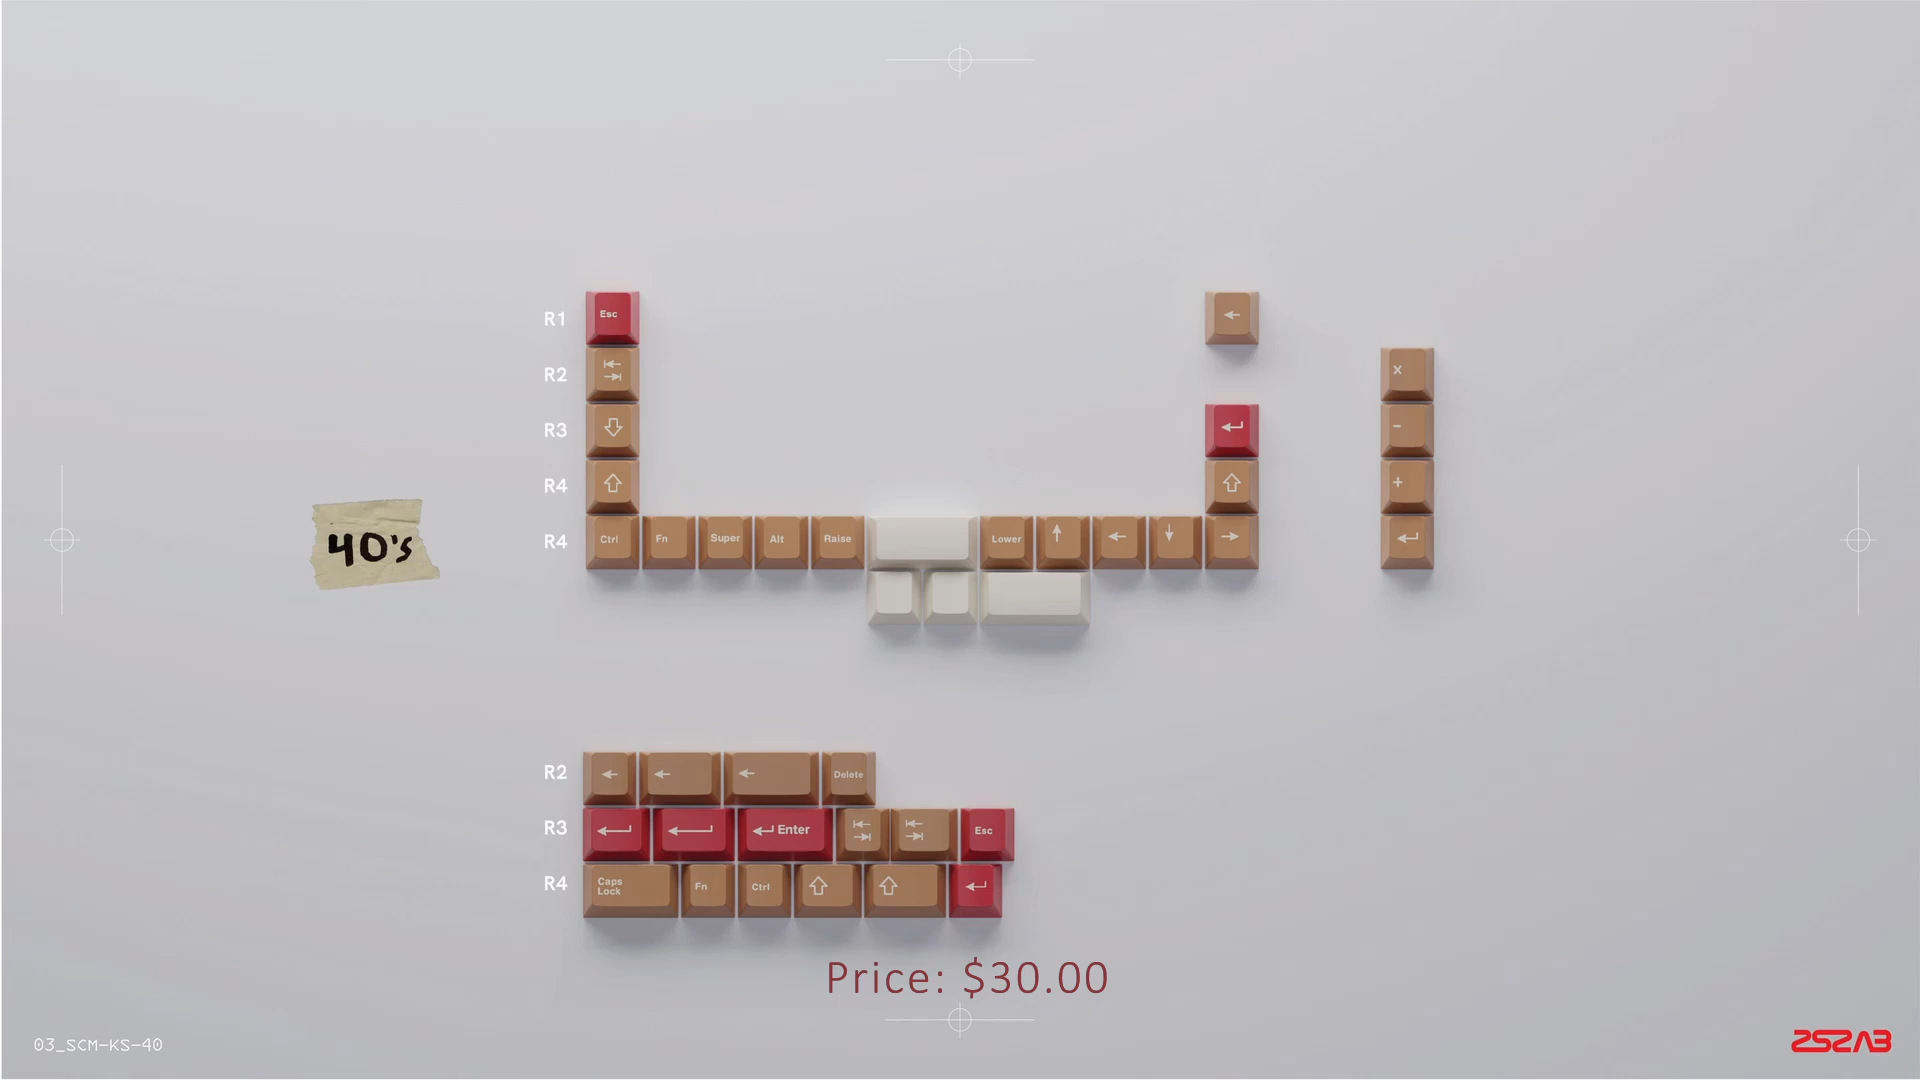 R1 Esc ←
R2 x
R3 -
40's
R4 +
R4 Ctrl Fn Super Alt Raise Lower ↑ ← ↓ →
R2 ← ← ← Delete
R3 Enter Esc
R4 Caps Lock Fn Ctrl
Price: $30.00
03_SCM-KS-40